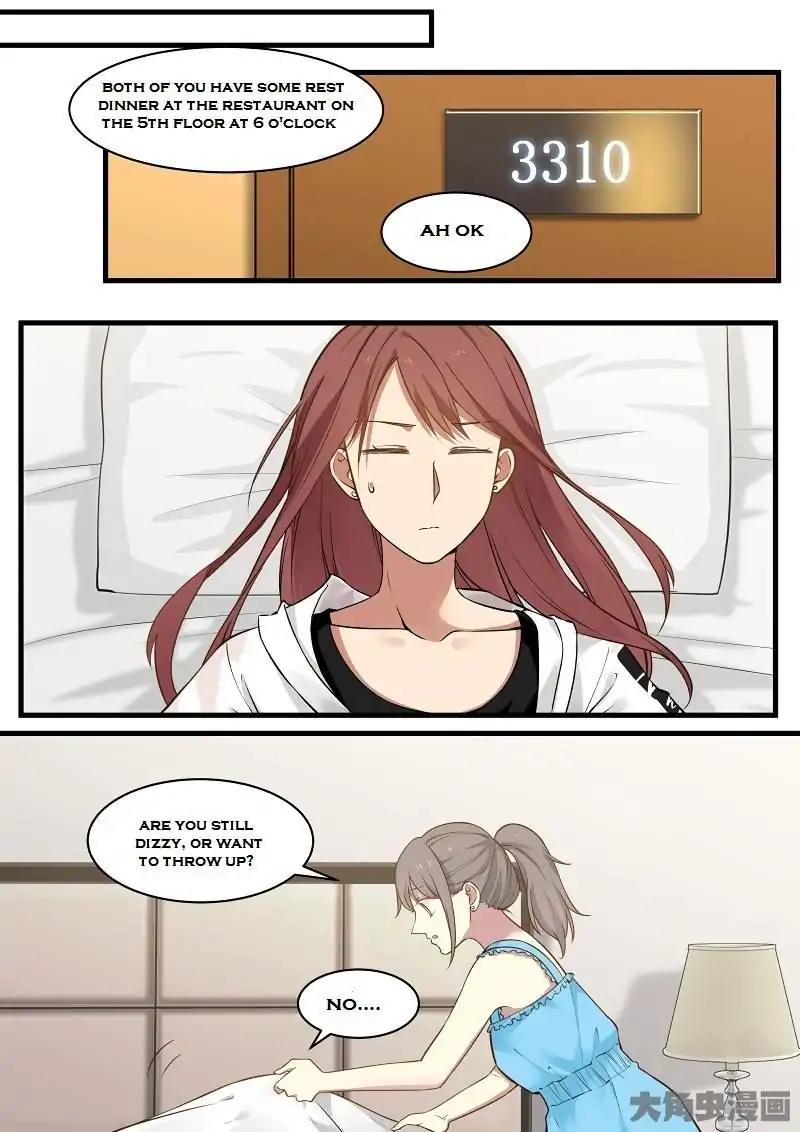 BOTH OF YOU HAVE SOME REST
DINNER AT THE RESTAURANT ON
THE 5TH FLOOR AT 6 O'CLOCK
3310
AH OK
ARE YOU STILL
DIZZY, OR WANT
TO THROW UP?
NO....
大角虫漫画